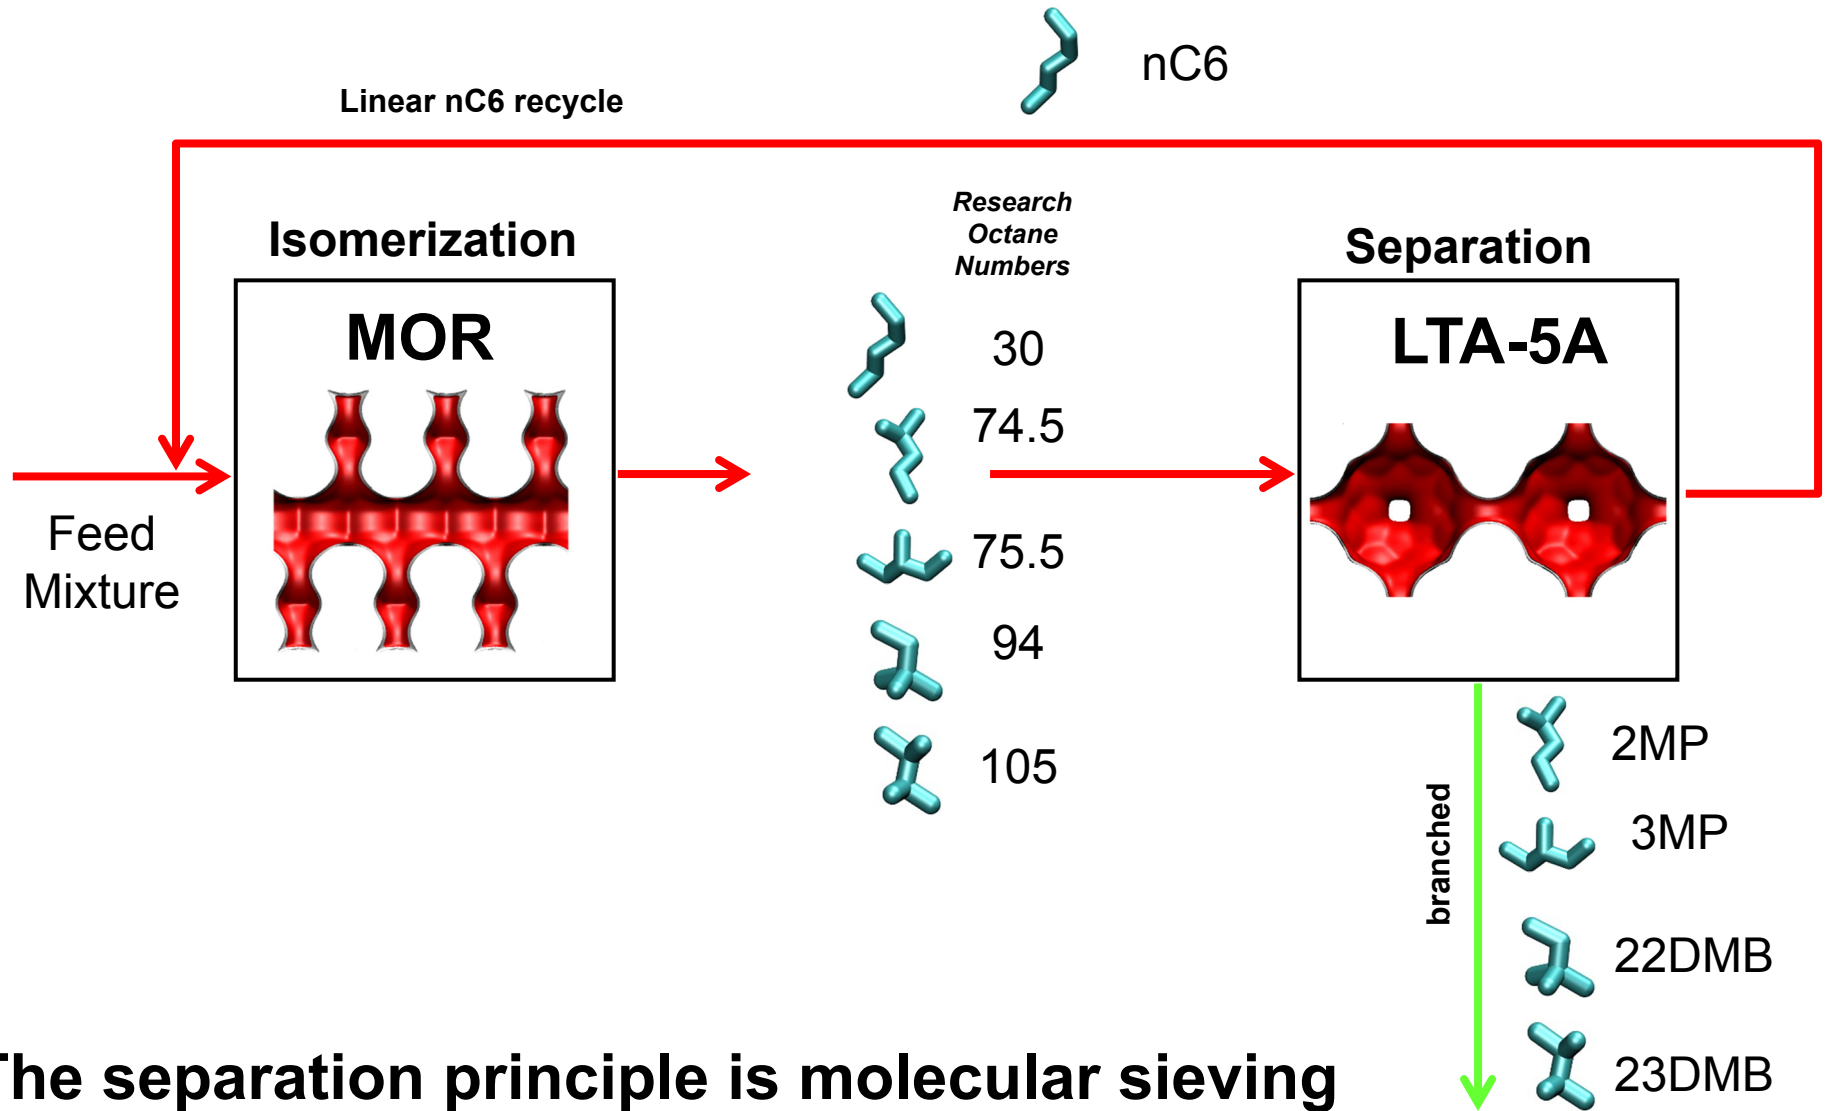 nC6
Linear nC6 recycle
Research
Octane
Numbers
Isomerization
Separation
MOR
LTA-5A
30
74.5
75.5
94
105
Feed
Mixture
branched
2MP
3MP
22DMB
23DMB
The separation principle is molecular sieving